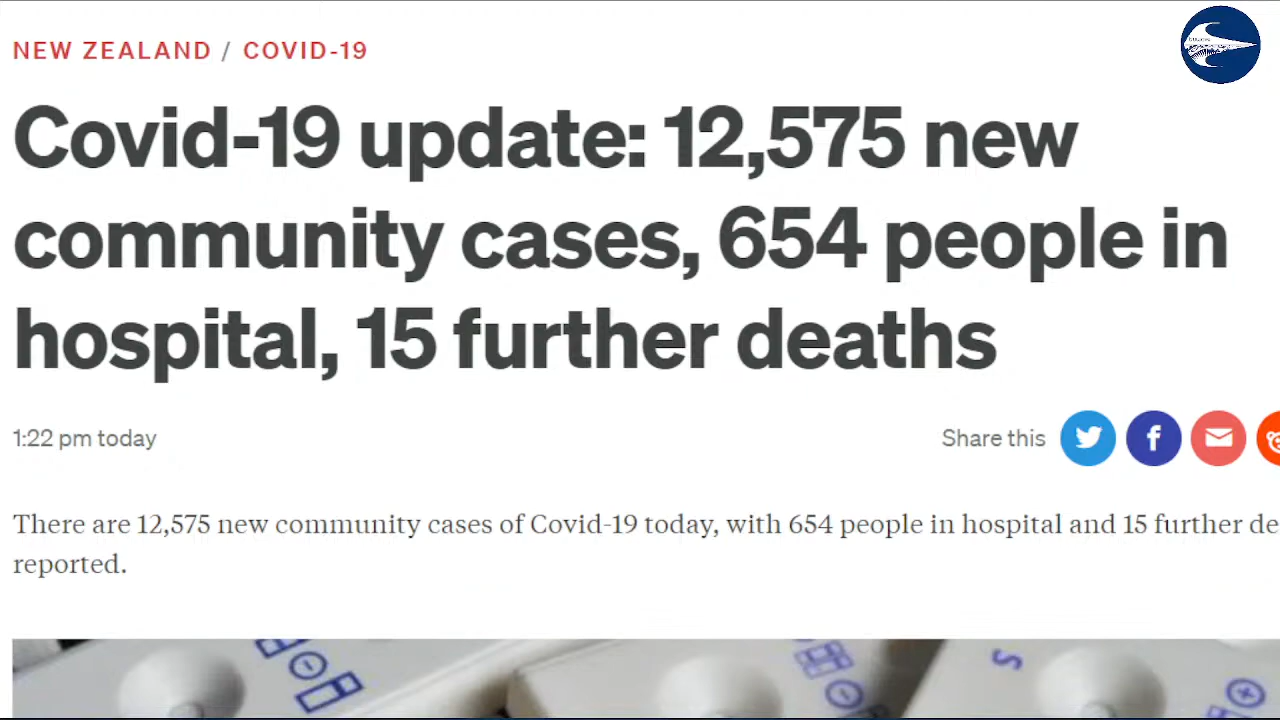 NEW ZEALAND / COVID-19
Covid-19 update: 12,575 new
community cases, 654 people in
hospital, 15 further deaths
1:22 pm today
Share this
There are 12,575 new community cases of Covid-19 today, with 654 people in hospital and 15 further de
reported.
S